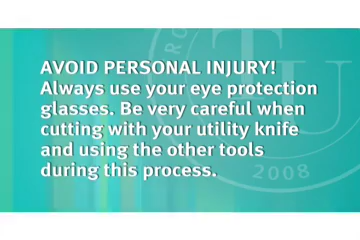 AVOID PERSONAL INJURY!
Always use your eye protection
glasses. Be very careful when
cutting with your utility knife
and using the other tools
during this process.
2008